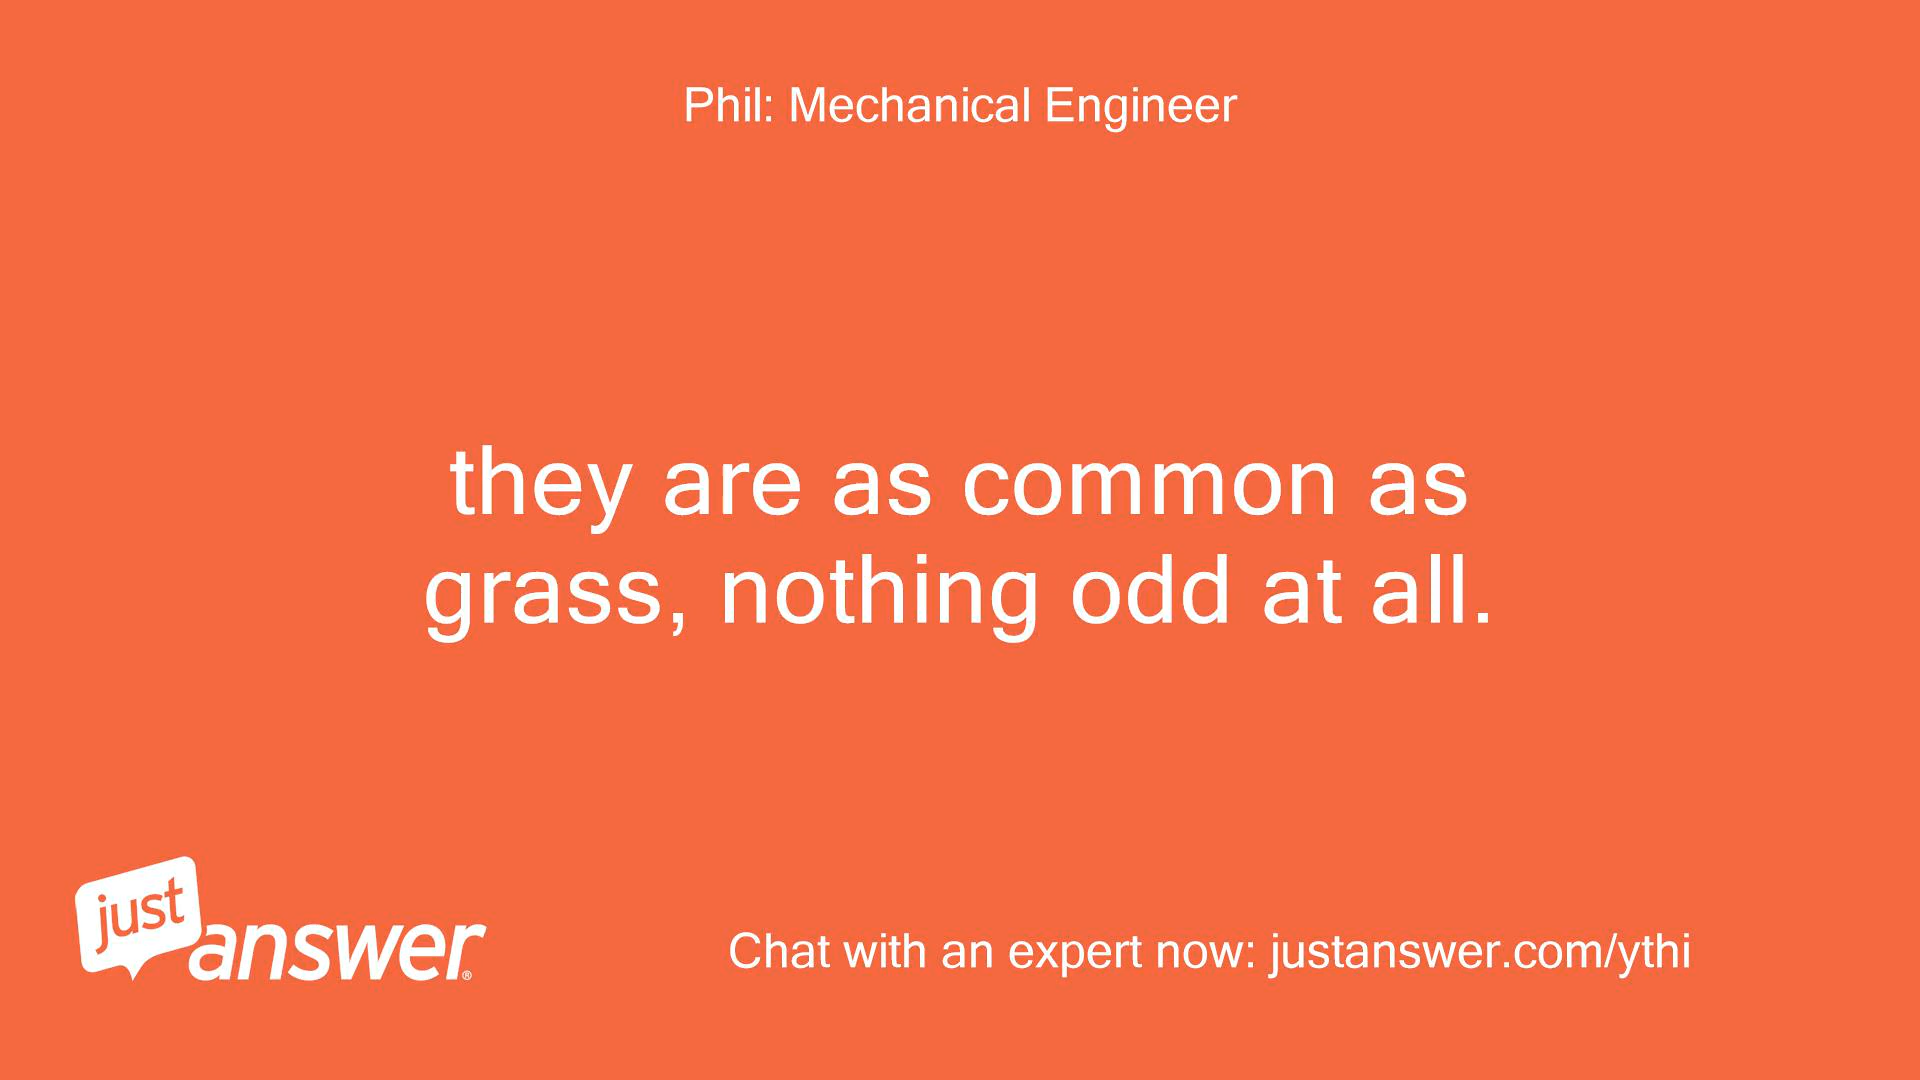 Phil: Mechanical Engineer
they are as common as
grass, nothing odd at all.
just
answer®
Chat with an expert now: justanswer.com/ythi